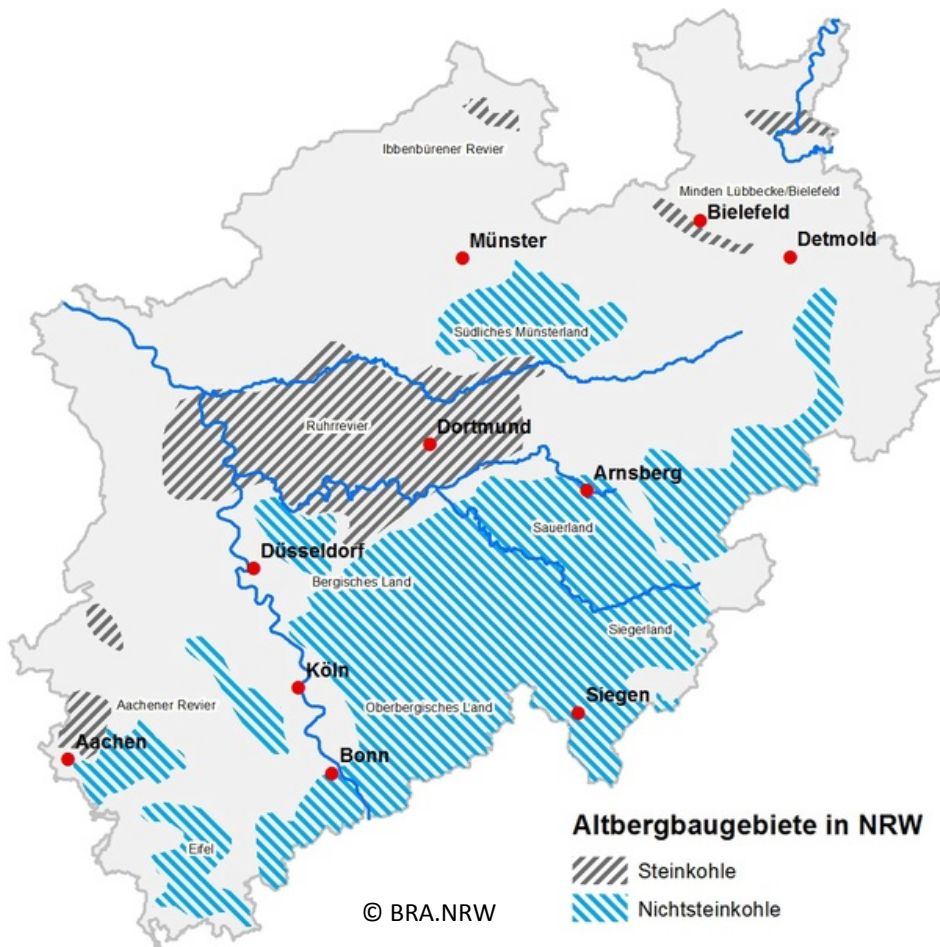 Ibbenbürener Revier
Minden Lübbecke/Bielefeld
Bielefeld
Münster
Detmold
Südliches Münsterland
Ruhrrevier
Dortmund
Arnsberg
Sauerland
Düsseldorf
Bergisches Land
Siegerland
Köln
Aachener Revier
Oberbergisches Land
Siegen
Aachen
Bonn
Eifel
Altbergbaugebiete in NRW
Steinkohle
Nichtsteinkohle
© BRA.NRW